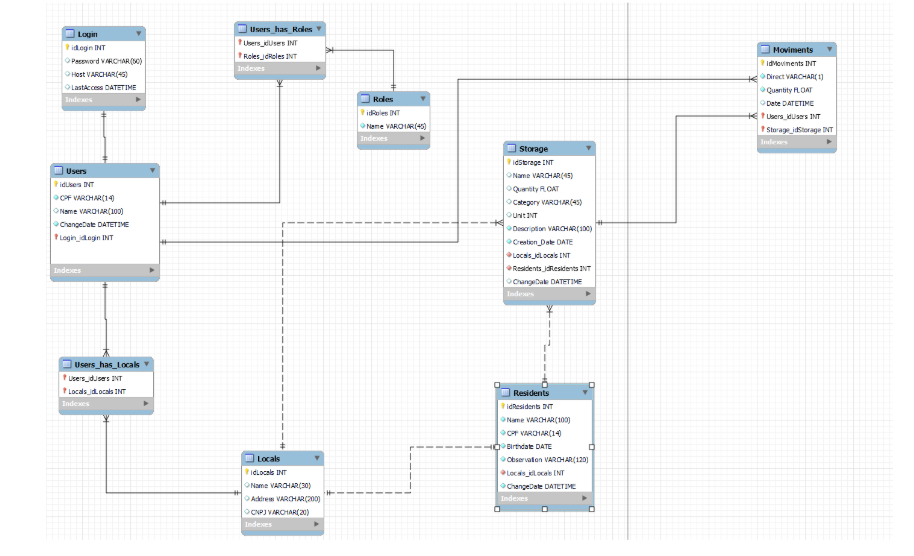 Login
idLogin INT
Password VARCHAR(60)
Host VARCHAR(45)
LastAccess DATETIME
Indexes
Users_has_Roles
Users_idUsers INT
Roles_idRoles INT
Indexes
Roles
idRoles INT
Name VARCHAR(45)
Indexes
Moviments
idMoviments INT
Direct VARCHAR(1)
Quantity FLOAT
Date DATETIME
Users_idUsers INT
Storage_idStorage INT
Indexes
Storage
idStorage INT
Name VARCHAR(45)
Quantity FLOAT
Category VARCHAR(45)
Unit INT
Description VARCHAR(100)
Creation_Date DATE
Locals_idLocals INT
Residents_idResidents INT
ChangeDate DATETIME
Indexes
Users
idUsers INT
CPF VARCHAR(14)
Name VARCHAR(100)
ChangeDate DATETIME
Login_idLogin INT
Indexes
Users_has_Locals
Users_idUsers INT
Locals_idLocals INT
Indexes
Locals
idLocals INT
Name VARCHAR(30)
Address VARCHAR(200)
CNPJ VARCHAR(20)
Indexes
Residents
idResidents INT
Name VARCHAR(100)
CPF VARCHAR(14)
Birthdate DATE
Observation VARCHAR(120)
Locals_idLocals INT
ChangeDate DATETIME
Indexes